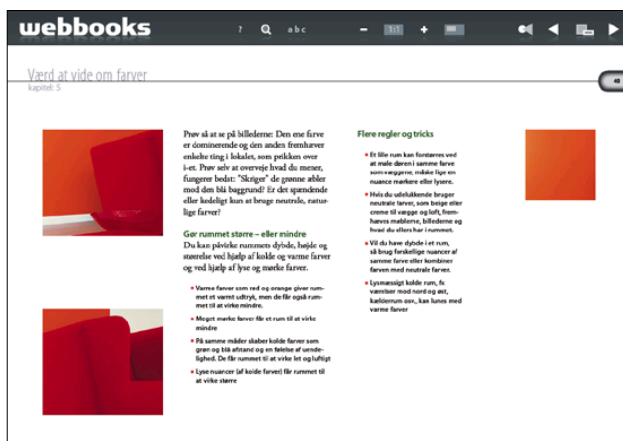 webbooks
? abc
1:1
Værd at vide om farver
kapitel: 5
40
Prøv så at se på billederne: Den ene farve
er dominerende og den anden fremhæver
enkelte ting i lokalet, som prikken over
i-et. Prøv selv at overveje hvad du mener,
fungerer bedst: "Skriger" de grønne æbler
mod den blå baggrund? Er det spændende
eller kedeligt kun at bruge neutrale, natur-
lige farver?
Gør rummet større – eller mindre
Du kan påvirke rummets dybde, højde og
størrelse ved hjælp af kolde og varme farver
og ved hjælp af lyse og mørke farver.
• Varme farver som rød og orange giver rum-
met et varmt udtryk, men de får også rum-
met til at virke mindre.
• Meget mørke farver får et rum til at virke
mindre
• På samme måder skaber kolde farver som
grøn og blå afstand og en følelse af uende-
lighed. De får rummet til at virke let og luftigt
• Lyse nuancer (af kolde farver) får rummet til
at virke større
Flere regler og tricks
• Et lille rum kan fortørres ved
at male døren i samme farve
som væggene, måske lige en
nuance mørkere eller lysere.
• Hvis du udelukkende bruger
neutrale farver, som beige eller
creme til vægge og loft, frem-
hæves møblerne, billederne og
hvad du ellers har i rummet.
• Vil du have dybde i et rum,
så brug forskellige nuancer af
samme farve eller kombiner
farven med neutrale farver.
• Lysmæssigt kolde rum, fx
værelser mod nord og øst,
kælderrum osv., kan lunes med
varme farver